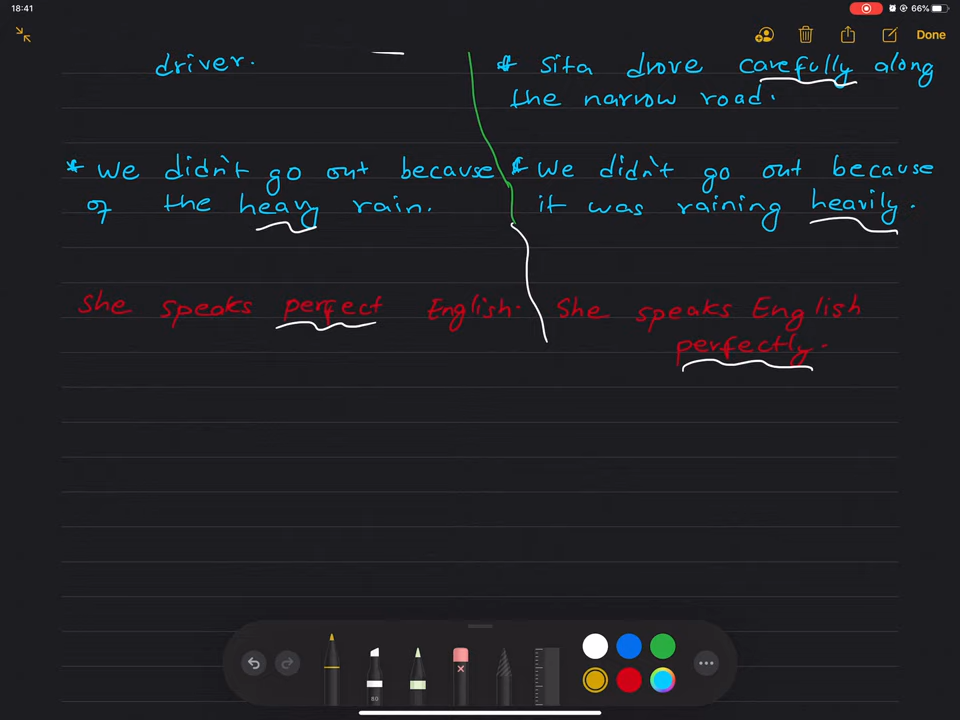 18:41
66%
Done
driver.
* Sita drove carefully along
the narrow road.
* We didn't go out because
of the heavy rain.
* We didn't go out because
it was raining heavily.
She speaks perfect English.
She speaks English
perfectly.
80